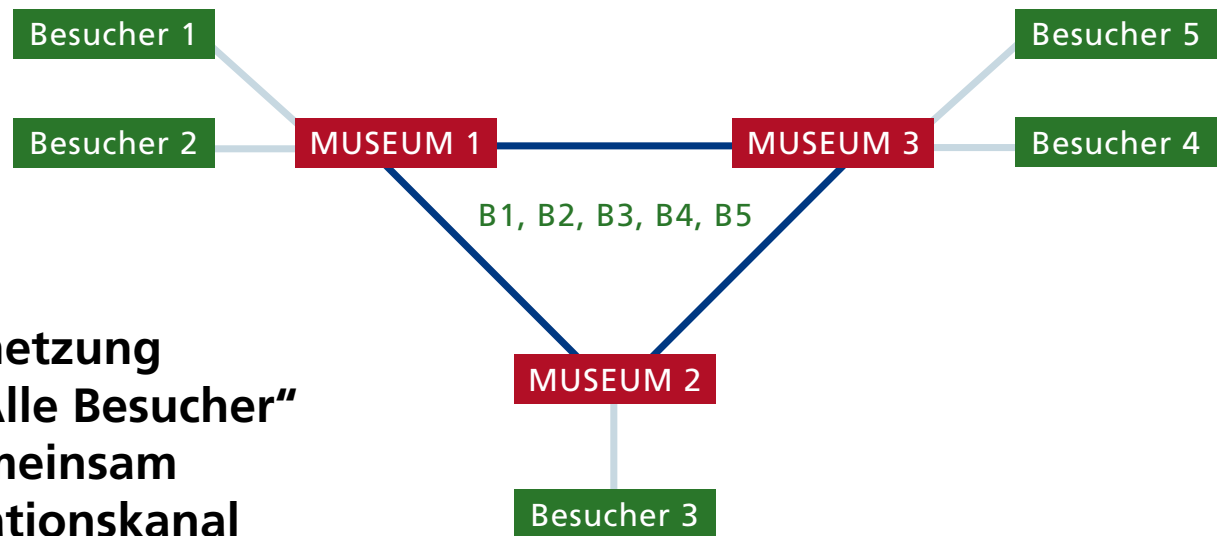 Besucher 1
Besucher 5
Besucher 2
MUSEUM 1
MUSEUM 3
Besucher 4
B1, B2, B3, B4, B5
MUSEUM 2
Besucher 3
netzung
Alle Besucher“
meinsam
ationskanal